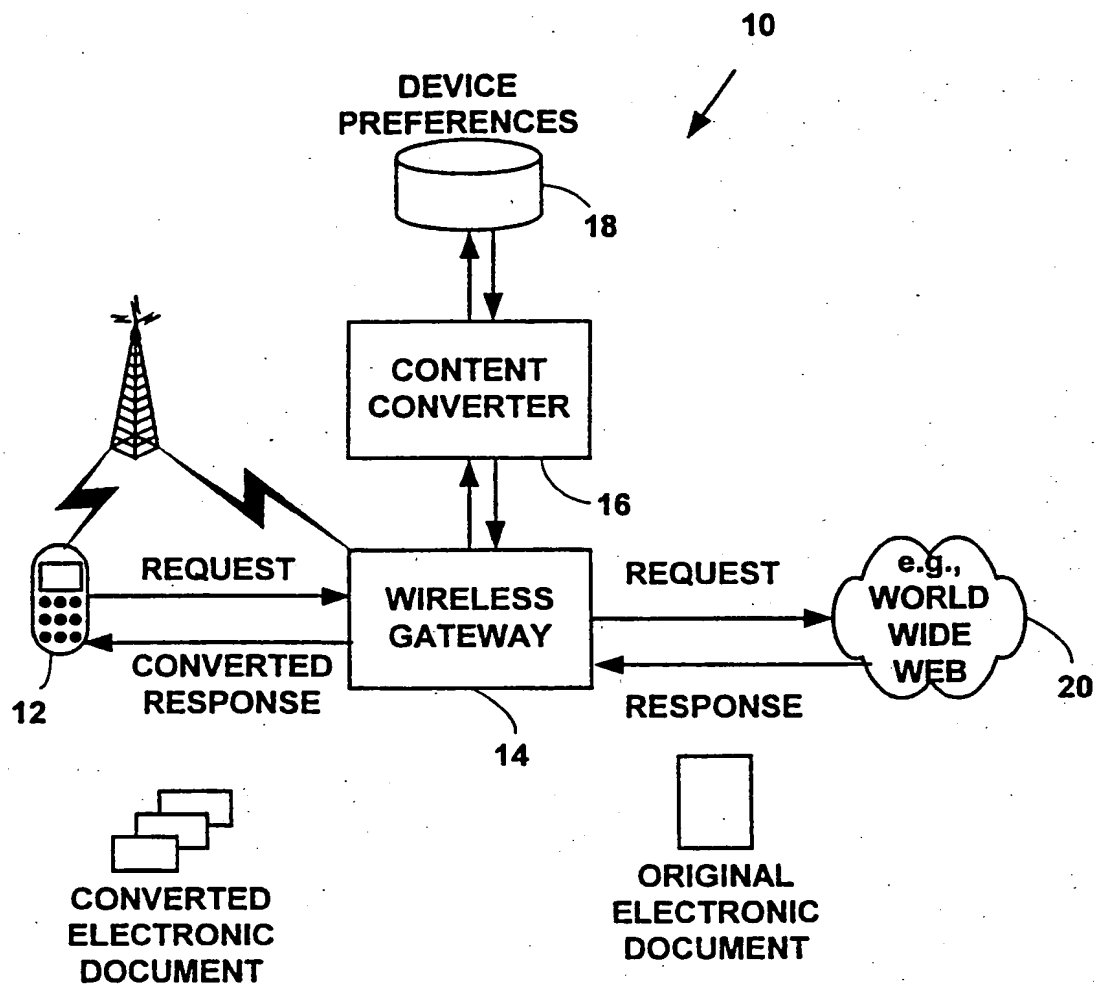 10
DEVICE
PREFERENCES
18
CONTENT
CONVERTER
16
REQUEST
WIRELESS
GATEWAY
REQUEST
e.g.,
WORLD
WIDE
WEB
CONVERTED
RESPONSE
12
14
RESPONSE
20
CONVERTED
ELECTRONIC
DOCUMENT
ORIGINAL
ELECTRONIC
DOCUMENT